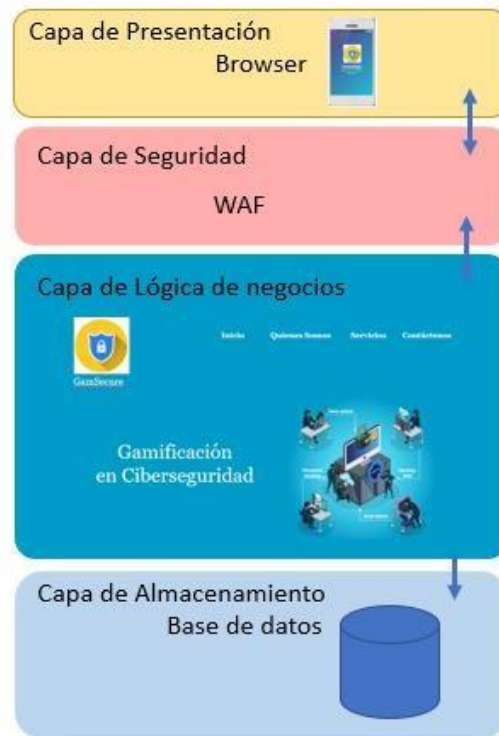 Capa de Presentación
Browser
Capa de Seguridad
WAF
Capa de Lógica de negocios
Inicio Quienes Somos Servicios Contáctenos
GamSecure
Gamificación
en Ciberseguridad
Capa de Almacenamiento
Base de datos